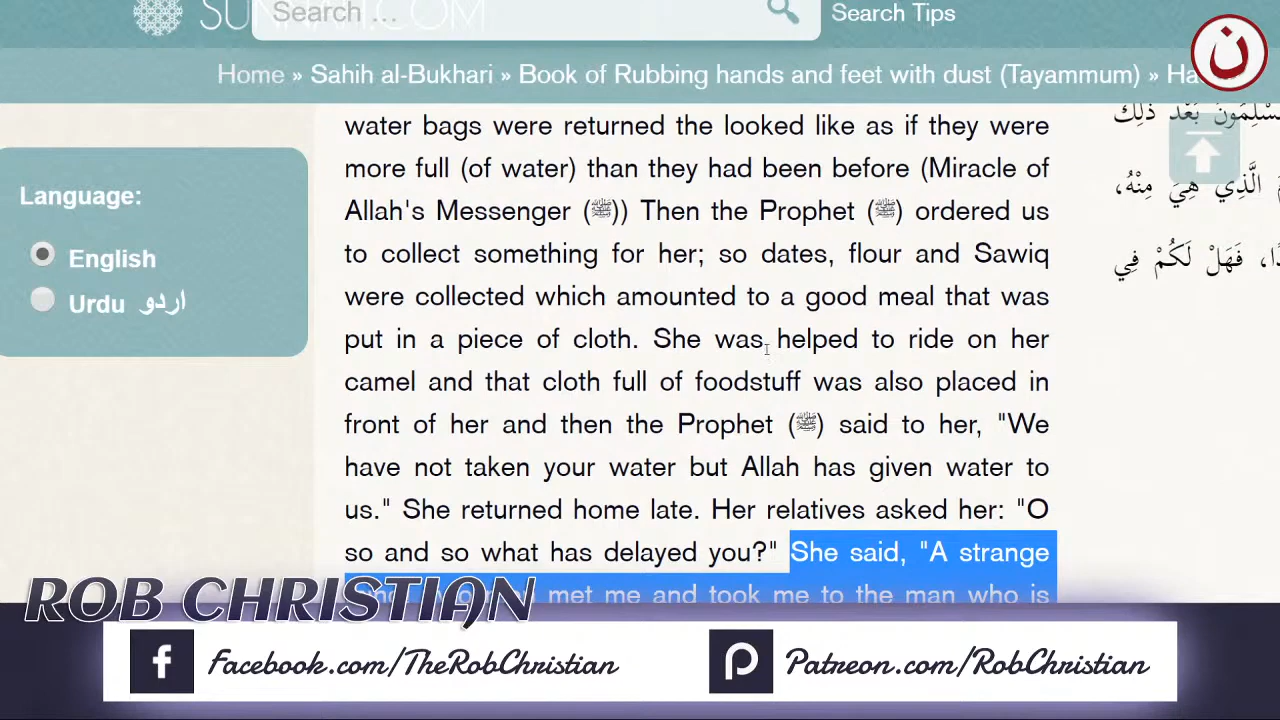 SUNNAH.COM
Search ...
Search Tips
Home » Sahih al-Bukhari » Book of Rubbing hands and feet with dust (Tayammum) »
ن
Language:
English
Urdu اردو
water bags were returned the looked like as if they were
more full (of water) than they had been before (Miracle of
Allah's Messenger (ﷺ)) Then the Prophet (ﷺ) ordered us
to collect something for her; so dates, flour and Sawiq
were collected which amounted to a good meal that was
put in a piece of cloth. She was helped to ride on her
camel and that cloth full of foodstuff was also placed in
front of her and then the Prophet (ﷺ) said to her, "We
have not taken your water but Allah has given water to
us." She returned home late. Her relatives asked her: "O
so and so what has delayed you?" She said, "A strange
met me and took me to the man who is
بَعْدَ ذَلِكَ
الَّذِي هِيَ مِنْهُ،
فَهَلْ لَكُمْ فِي
ROB CHRISTIAN
Facebook.com/TheRobChristian
Patreon.com/RobChristian